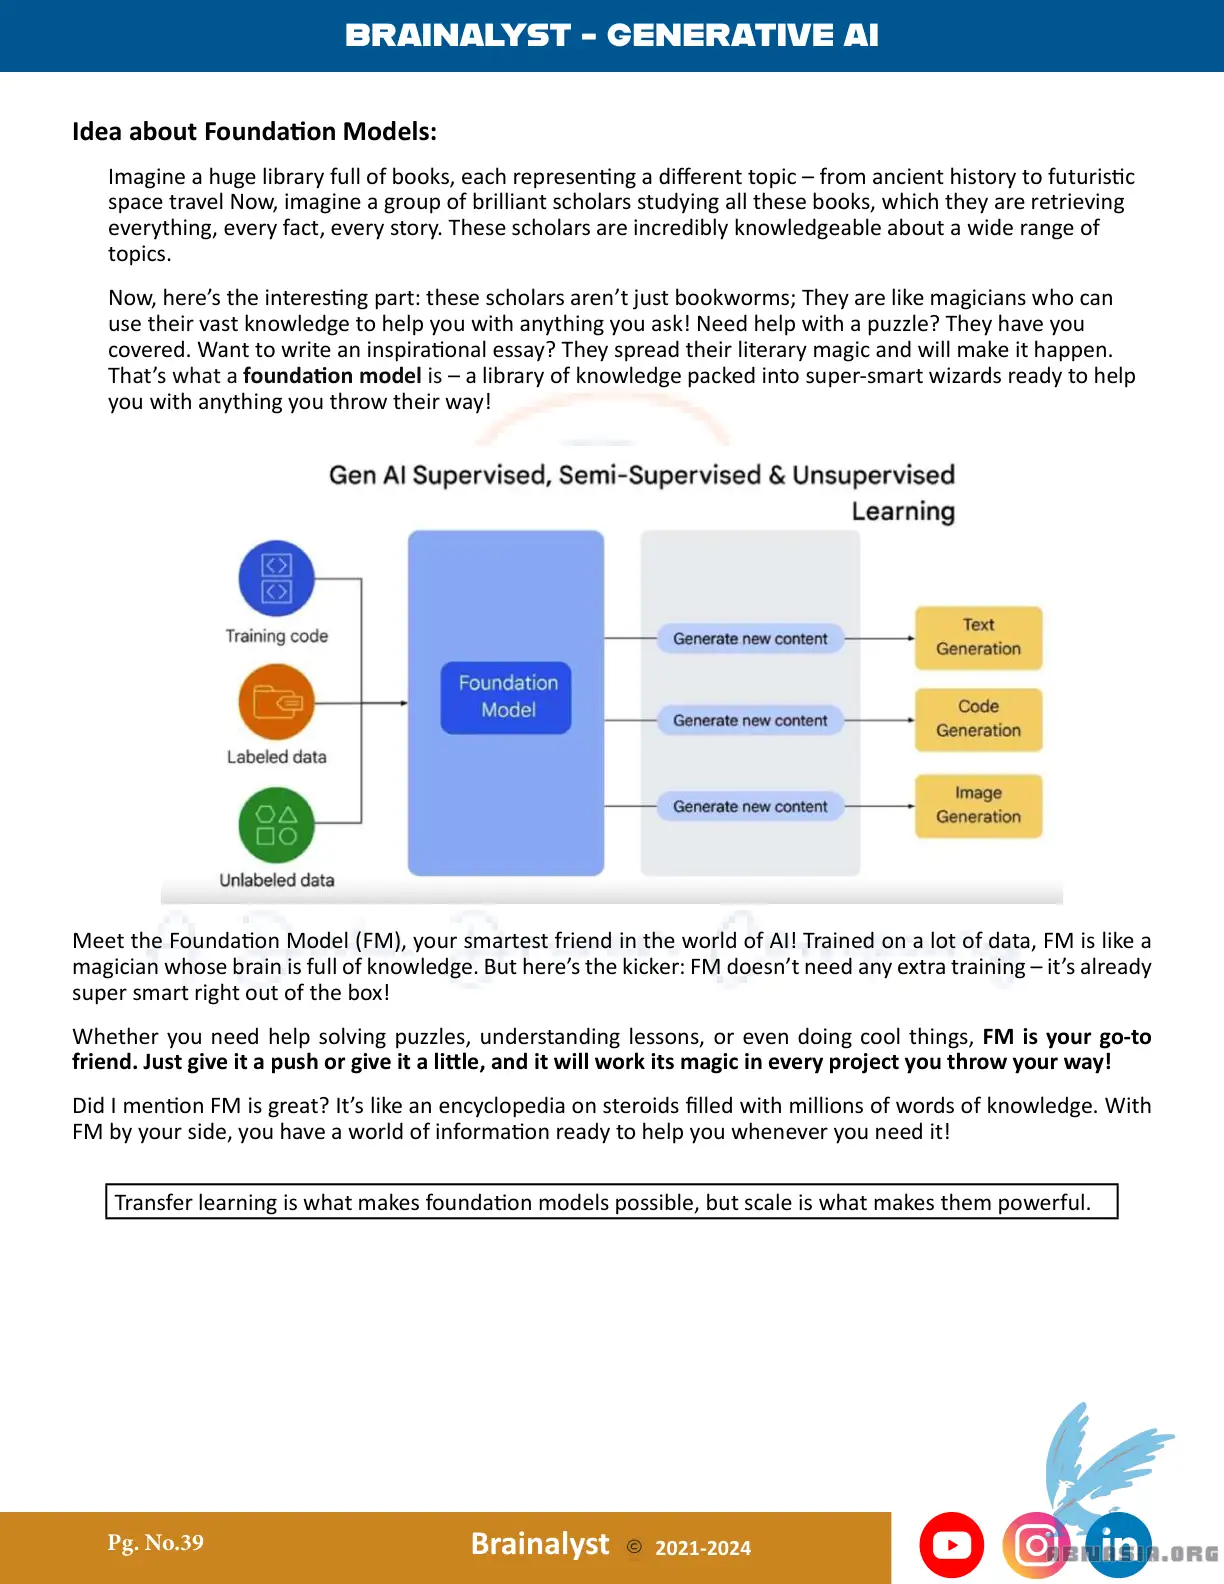 BRAINALYST - GENERATIVE AI
Idea about Foundation Models:
Imagine a huge library full of books, each representing a different topic – from ancient history to futuristic
space travel Now, imagine a group of brilliant scholars studying all these books, which they are retrieving
everything, every fact, every story. These scholars are incredibly knowledgeable about a wide range of
topics.
Now, here’s the interesting part: these scholars aren’t just bookworms; They are like magicians who can
use their vast knowledge to help you with anything you ask! Need help with a puzzle? They have you
covered. Want to write an inspirational essay? They spread their literary magic and will make it happen.
That’s what a foundation model is – a library of knowledge packed into super-smart wizards ready to help
you with anything you throw their way!
Gen AI Supervised, Semi-Supervised & Unsupervised
Learning
Training code
Labeled data
Unlabeled data
Foundation
Model
Generate new content
Generate new content
Generate new content
Text
Generation
Code
Generation
Image
Generation
Meet the Foundation Model (FM), your smartest friend in the world of AI! Trained on a lot of data, FM is like a
magician whose brain is full of knowledge. But here’s the kicker: FM doesn’t need any extra training – it’s already
super smart right out of the box!
Whether you need help solving puzzles, understanding lessons, or even doing cool things, FM is your go-to
friend. Just give it a push or give it a little, and it will work its magic in every project you throw your way!
Did I mention FM is great? It’s like an encyclopedia on steroids filled with millions of words of knowledge. With
FM by your side, you have a world of information ready to help you whenever you need it!
Transfer learning is what makes foundation models possible, but scale is what makes them powerful.
Pg. No.39
Brainalyst © 2021-2024
in
ABINASIA.ORG